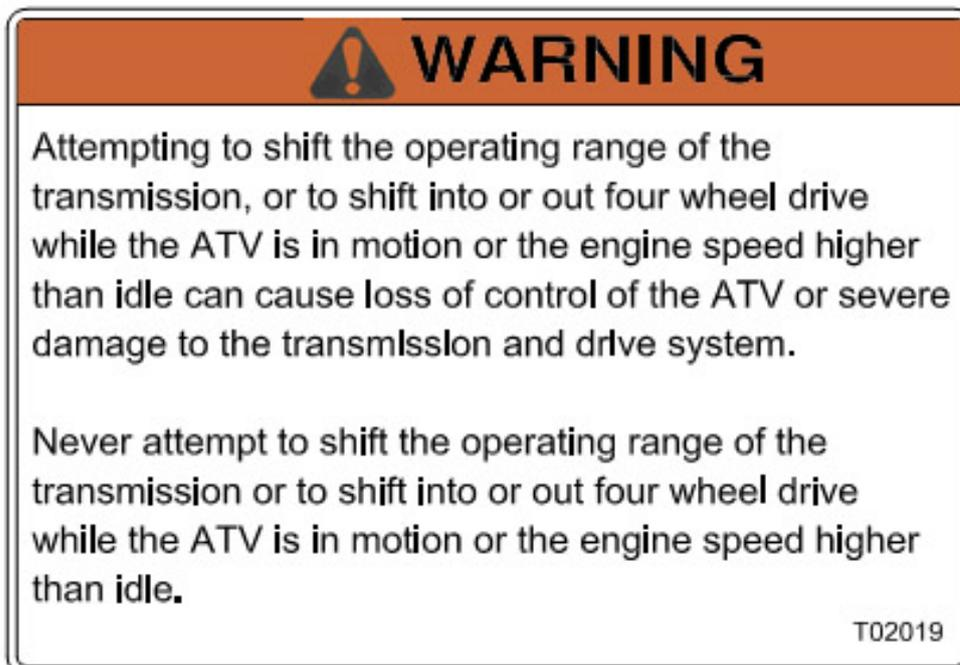 WARNING
Attempting to shift the operating range of the
transmission, or to shift into or out four wheel drive
while the ATV is in motion or the engine speed higher
than idle can cause loss of control of the ATV or severe
damage to the transmission and drive system.
Never attempt to shift the operating range of the
transmission or to shift into or out four wheel drive
while the ATV is in motion or the engine speed higher
than idle.
T02019